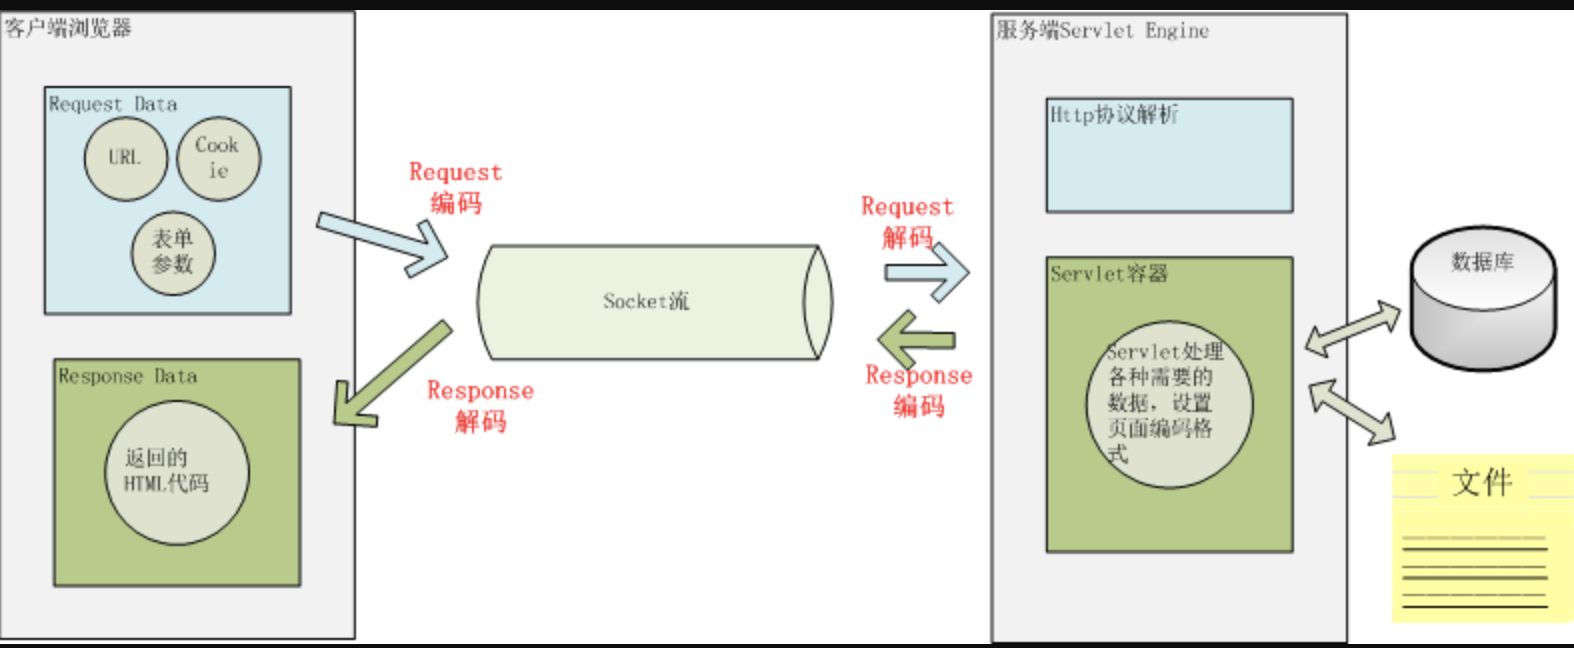 客户端浏览器
Request Data
URL
Cook
ie
表单
参数
Response Data
返回的
HTML代码
Request
编码
Response
解码
Socket流
Request
解码
Response
编码
服务端Servlet Engine
Http协议解析
Servlet容器
Servlet处理
各种需要的
数据，设置
页面编码格
式
数据库
文件